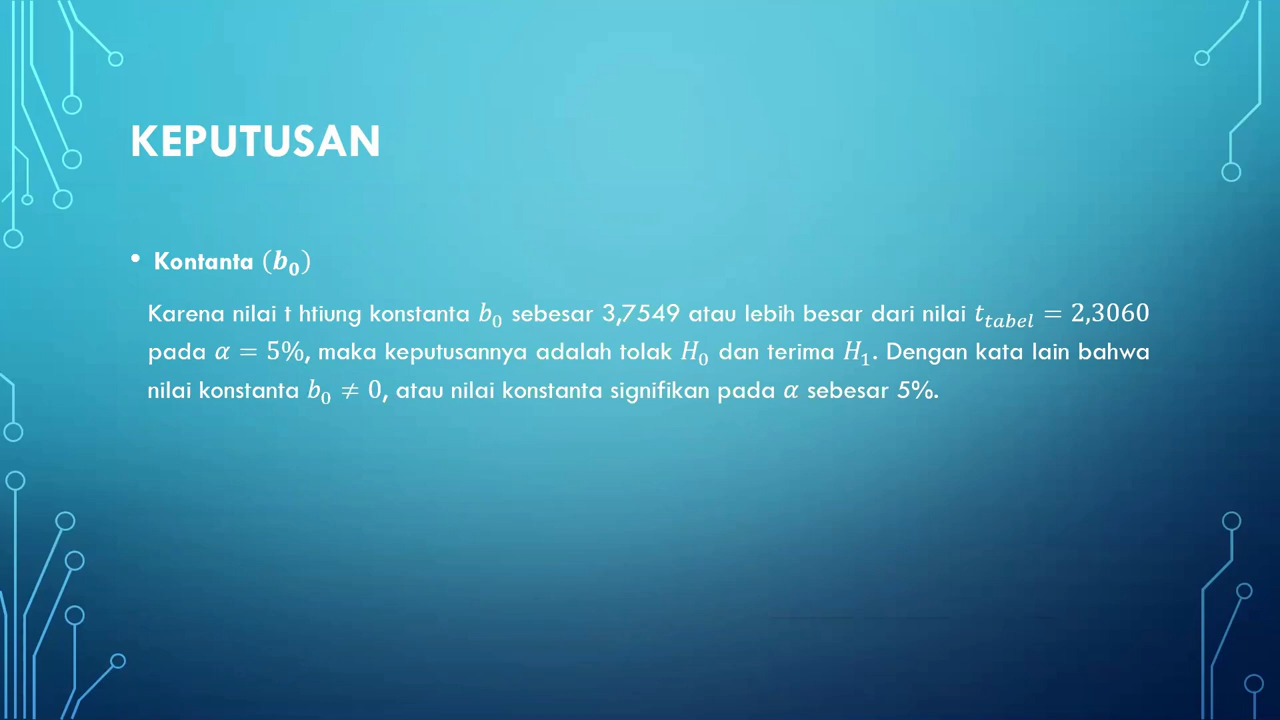 KEPUTUSAN
• Kontanta (b₀)
Karena nilai t htiung konstanta b₀ sebesar 3,7549 atau lebih besar dari nilai t_tabel = 2,3060
pada α = 5%, maka keputusannya adalah tolak H₀ dan terima H₁. Dengan kata lain bahwa
nilai konstanta b₀ ≠ 0, atau nilai konstanta signifikan pada α sebesar 5%.